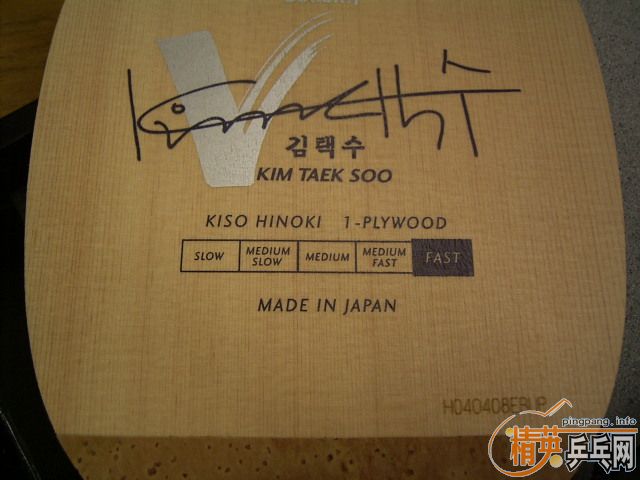 V
김택수
KIM TAEK SOO
KISO HINOKI 1-PLYWOOD
SLOW MEDIUM SLOW MEDIUM MEDIUM FAST FAST
MADE IN JAPAN
pingpang.info
精英乒乓网